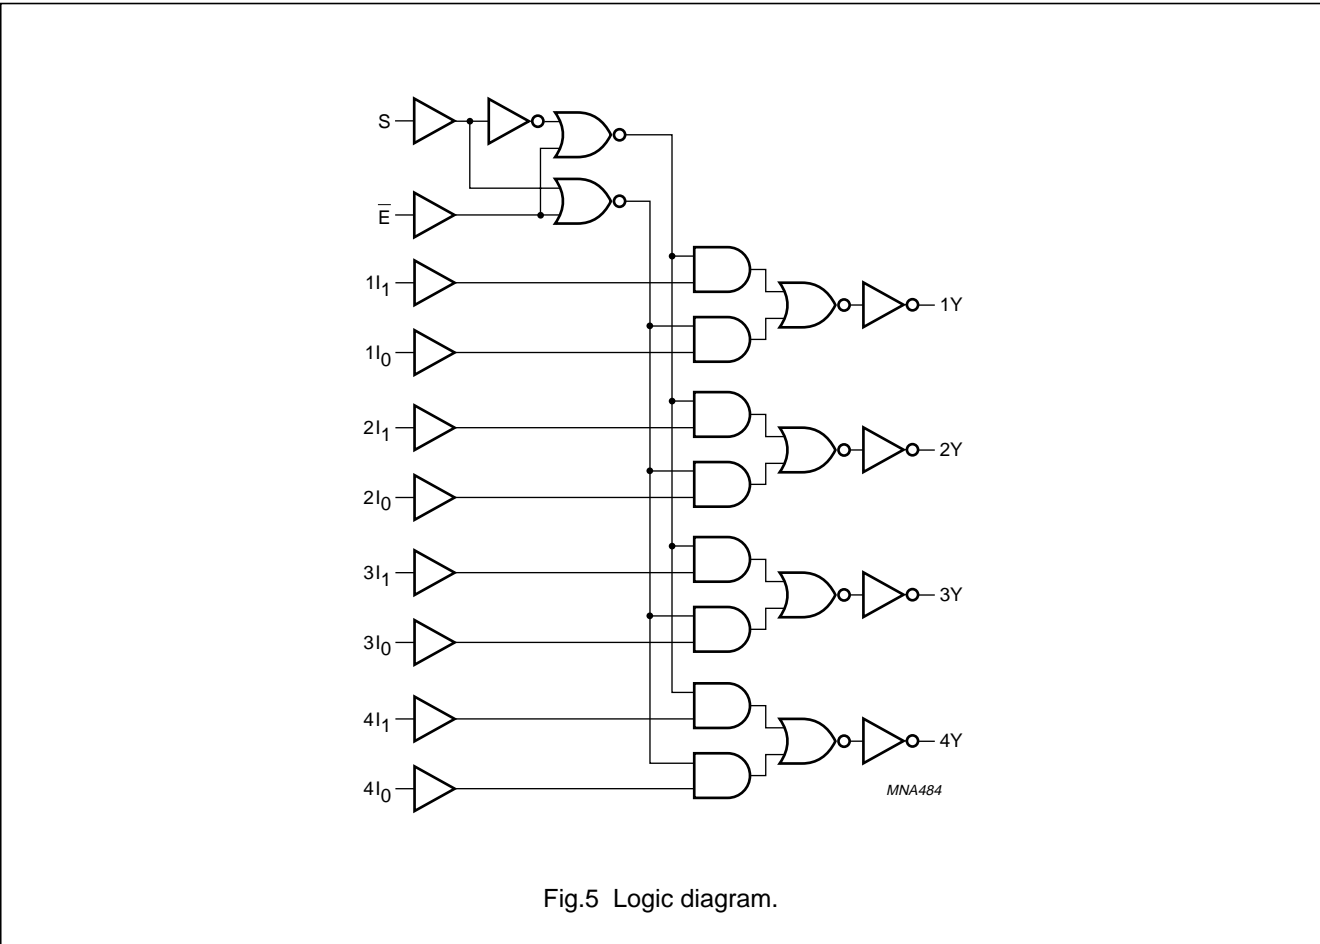 S
E̅
1I₁
1I₀
1Y
2I₁
2I₀
2Y
3I₁
3I₀
3Y
4I₁
4I₀
4Y
MNA484
Fig.5 Logic diagram.